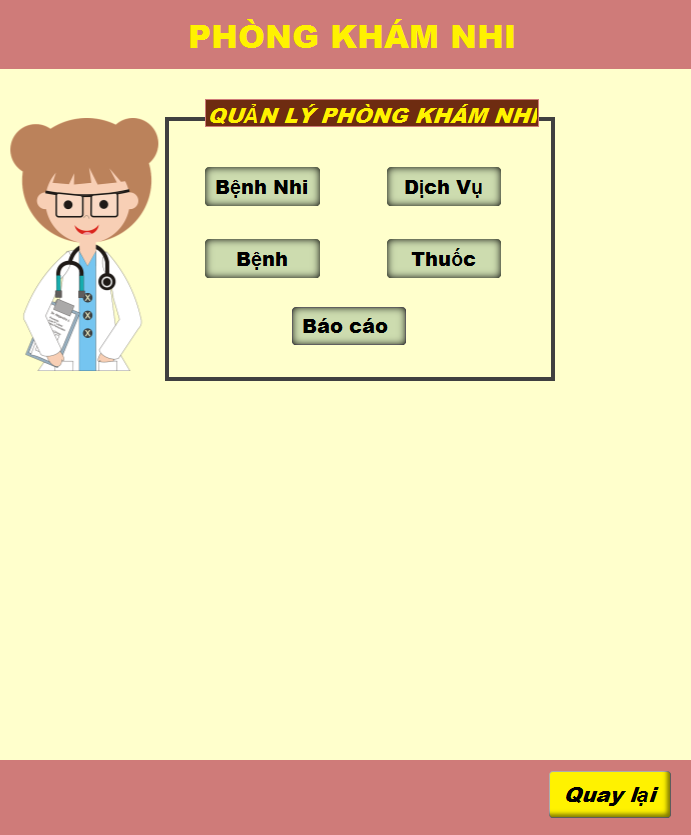 PHÒNG KHÁM NHI
QUẢN LÝ PHÒNG KHÁM NHI
Bệnh Nhi
Dịch Vụ
Bệnh
Thuốc
Báo cáo
Quay lại